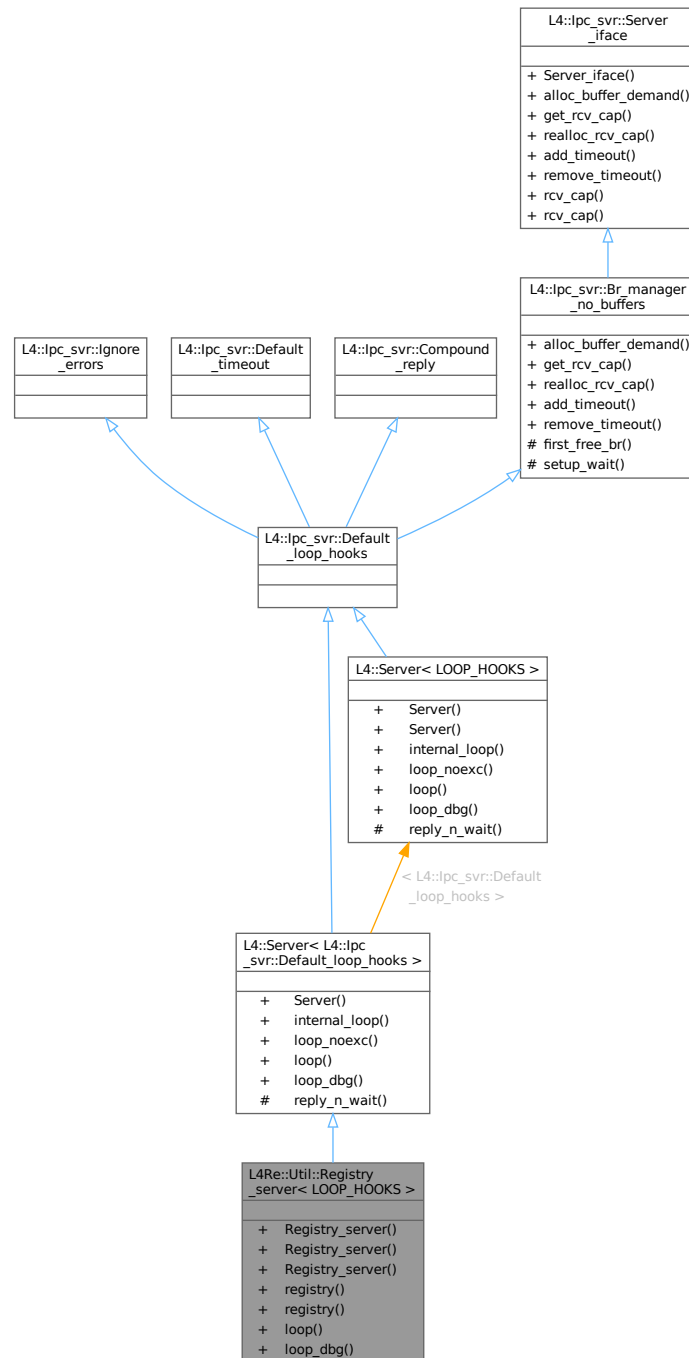 L4::Ipc_svr::Server
_iface
+ Server_iface()
+ alloc_buffer_demand()
+ get_rcv_cap()
+ realloc_rcv_cap()
+ add_timeout()
+ remove_timeout()
+ rcv_cap()
+ rcv_cap()
L4::Ipc_svr::Br_manager
_no_buffers
+ alloc_buffer_demand()
+ get_rcv_cap()
+ realloc_rcv_cap()
+ add_timeout()
+ remove_timeout()
# first_free_br()
# setup_wait()
L4::Ipc_svr::Ignore
_errors
L4::Ipc_svr::Default
_timeout
L4::Ipc_svr::Compound
_reply
L4::Ipc_svr::Default
_loop_hooks
L4::Server< LOOP_HOOKS >
+ Server()
+ Server()
+ internal_loop()
+ loop_noexc()
+ loop()
+ loop_dbg()
# reply_n_wait()
< L4::Ipc_svr::Default
_loop_hooks >
L4::Server< L4::Ipc
_svr::Default_loop_hooks >
+ Server()
+ internal_loop()
+ loop_noexc()
+ loop()
+ loop_dbg()
# reply_n_wait()
L4Re::Util::Registry
_server< LOOP_HOOKS >
+ Registry_server()
+ Registry_server()
+ Registry_server()
+ registry()
+ registry()
+ loop()
+ loop_dbg()